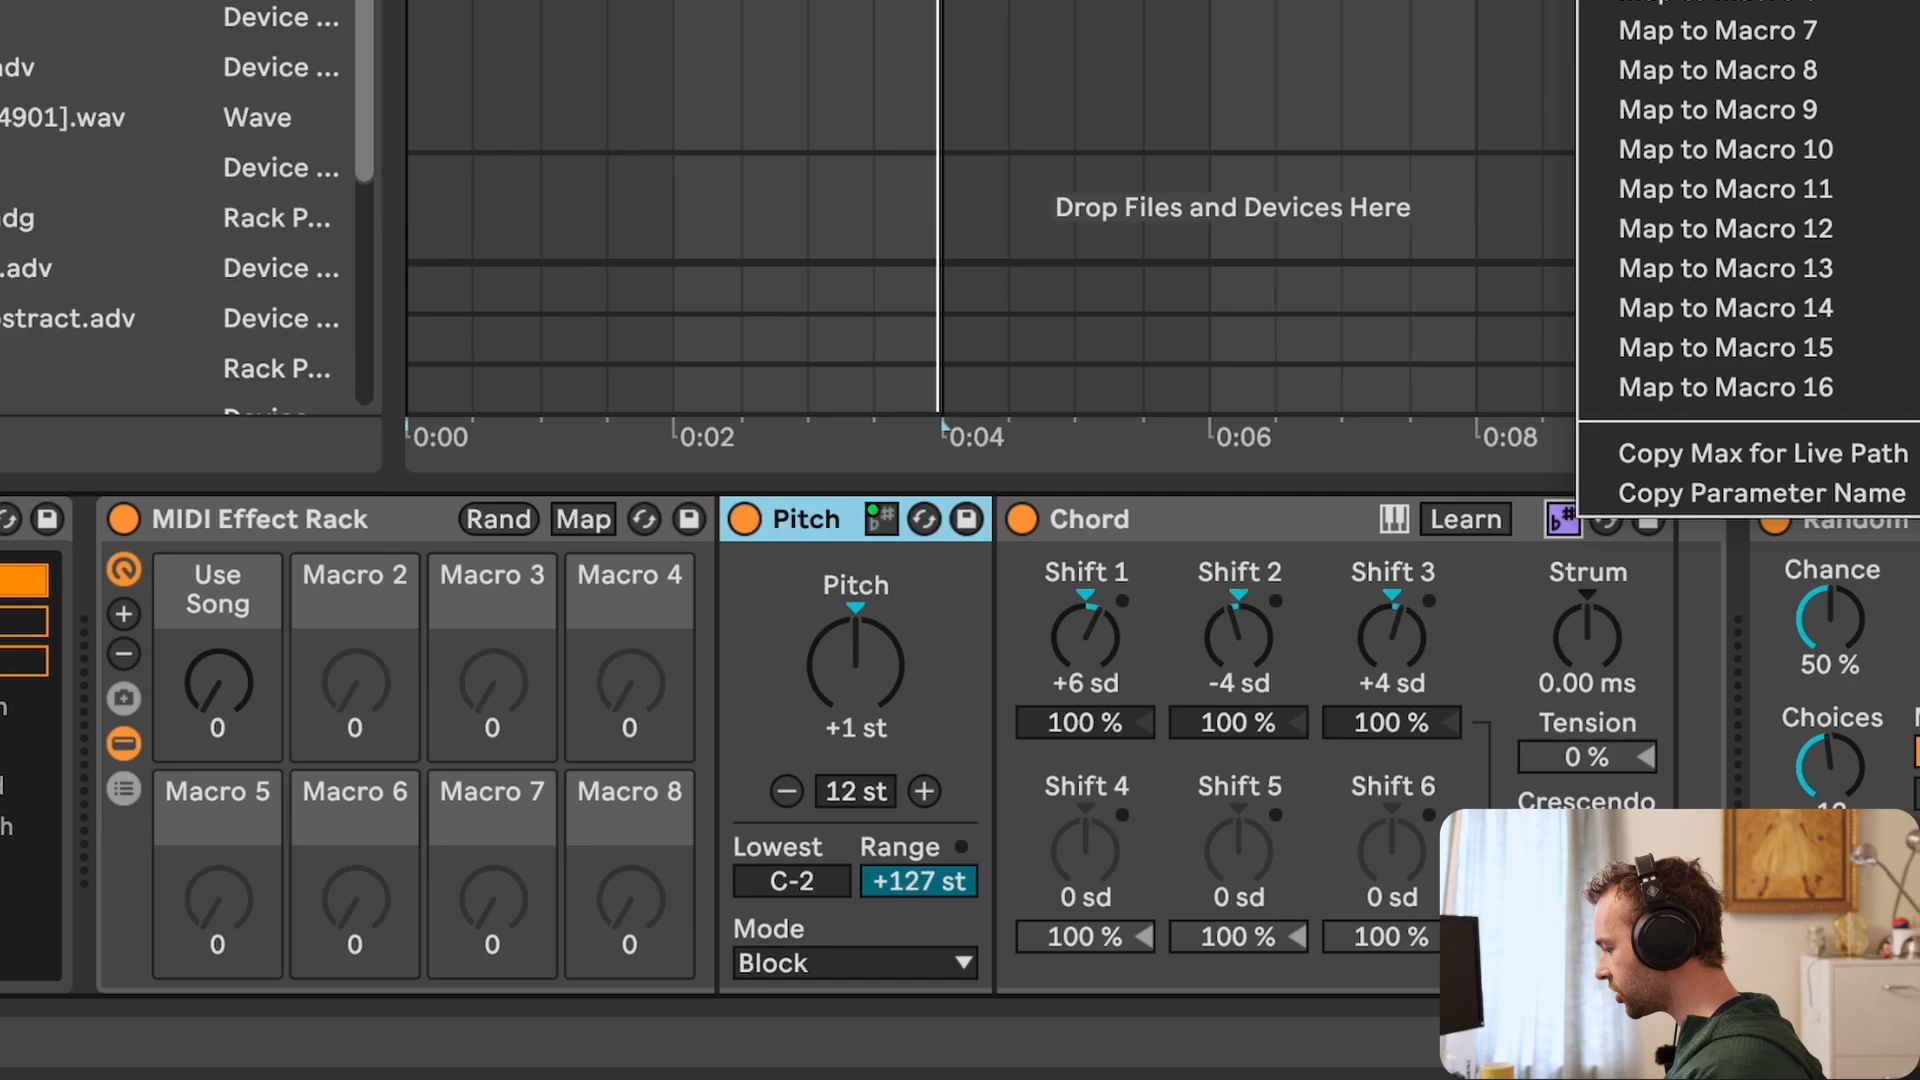 Device ...
Map to Macro 7
dv
Device ...
Map to Macro 8
4901].wav
Wave
Map to Macro 9
Map to Macro 10
Device ...
Map to Macro 11
dg
Rack P...
Drop Files and Devices Here
Map to Macro 12
.adv
Device ...
Map to Macro 13
stract.adv
Device ...
Map to Macro 14
Map to Macro 15
Rack P...
Map to Macro 16
0:00
0:02
0:04
0:06
0:08
Copy Max for Live Path
Copy Parameter Name
MIDI Effect Rack
Rand
Map
Pitch
Chord
Learn
Random
Use Song
Macro 2
Macro 3
Macro 4
0
0
0
0
Macro 5
Macro 6
Macro 7
Macro 8
0
0
0
0
Pitch
+1 st
12 st
Lowest
Range
C-2
+127 st
Mode
Block
Shift 1
Shift 2
Shift 3
+6 sd
-4 sd
+4 sd
100 %
100 %
100 %
Shift 4
Shift 5
Shift 6
0 sd
0 sd
0 sd
100 %
100 %
100 %
Strum
0.00 ms
Tension
0 %
Crescendo
Chance
50 %
Choices